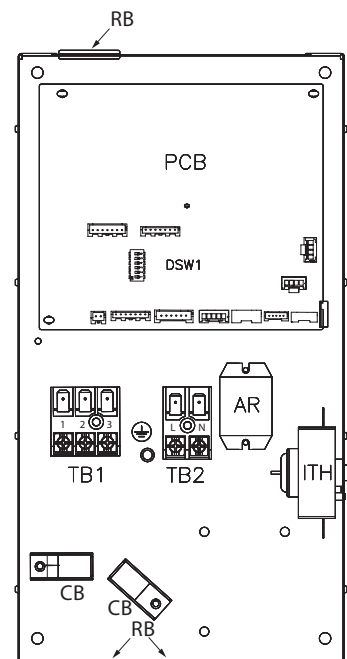 RB
PCB
DSW1
1 2 3
L N
AR
TB1
TB2
ITH
CB
CB
RB